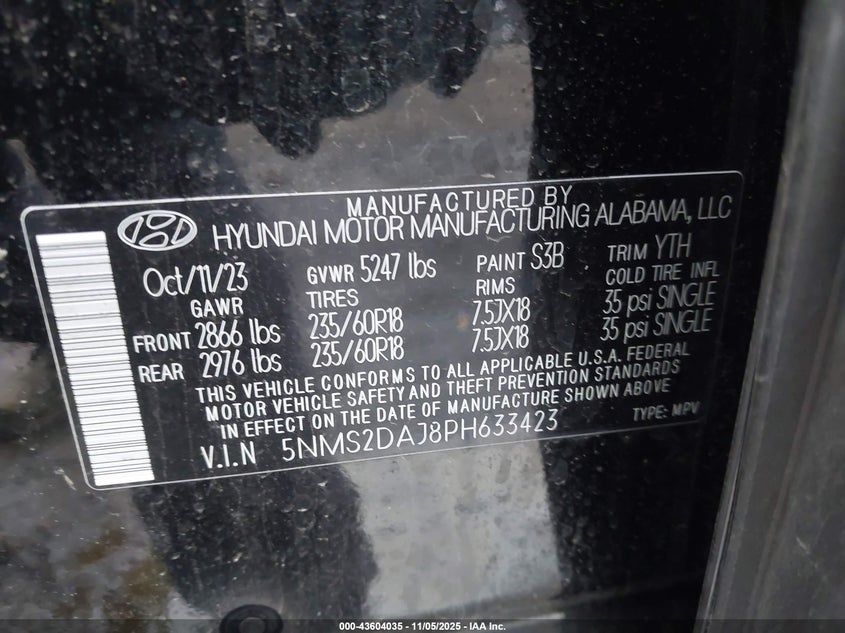 MANUFACTURED BY
HYUNDAI MOTOR MANUFACTURING ALABAMA, LLC
Oct/11/23 GVWR 5247 lbs PAINT S3B TRIM YTH
GAWR TIRES RIMS COLD TIRE INFL
FRONT 2866 lbs 235/60R18 7.5JX18 35 psi SINGLE
REAR 2976 lbs 235/60R18 7.5JX18 35 psi SINGLE
THIS VEHICLE CONFORMS TO ALL APPLICABLE U.S.A. FEDERAL
MOTOR VEHICLE SAFETY AND THEFT PREVENTION STANDARDS
IN EFFECT ON THE DATE OF MANUFACTURE SHOWN ABOVE
V.I.N 5NMS2DAJ8PH633423 TYPE: MPV
000-43604035 - 11/05/2025 - IAA Inc.